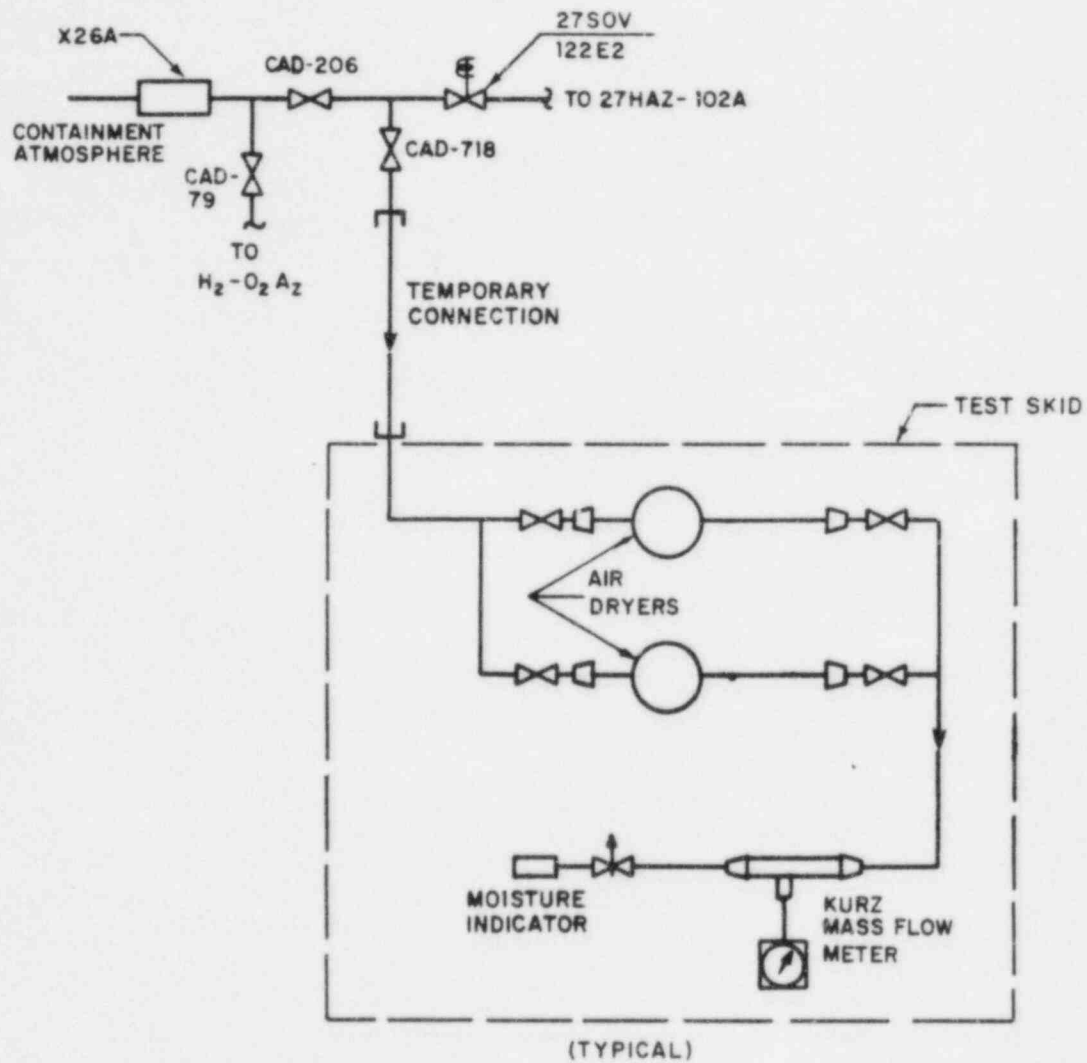 X26A
CAD-206
27SOV
122E2
TO 27HAZ-102A
CONTAINMENT
ATMOSPHERE
CAD-718
CAD-
79
TO
H₂-O₂ A_Z
TEMPORARY
CONNECTION
TEST SKID
AIR
DRYERS
MOISTURE
INDICATOR
KURZ
MASS FLOW
METER
(TYPICAL)